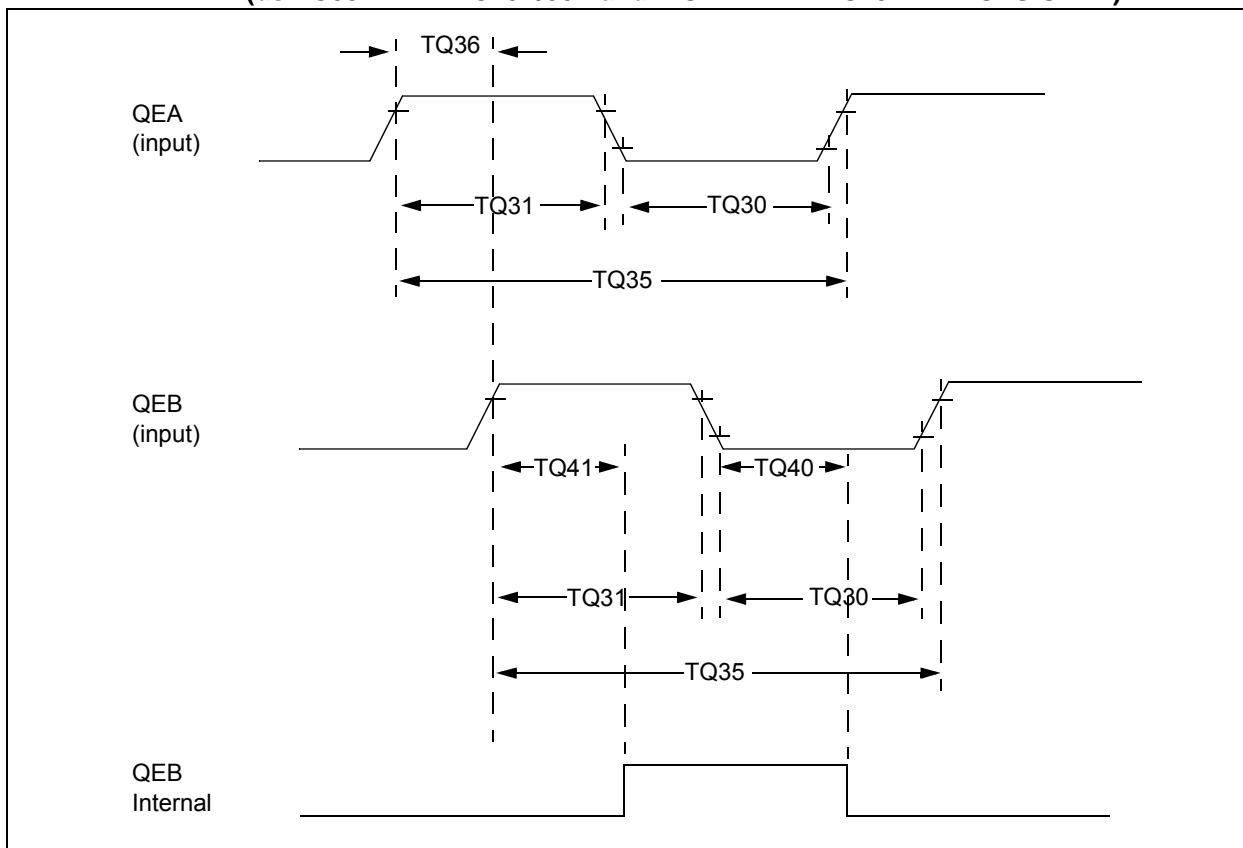 TQ36
QEA
(input)
TQ31
TQ30
TQ35
QEB
(input)
TQ41
TQ40
TQ31
TQ30
TQ35
QEB
Internal